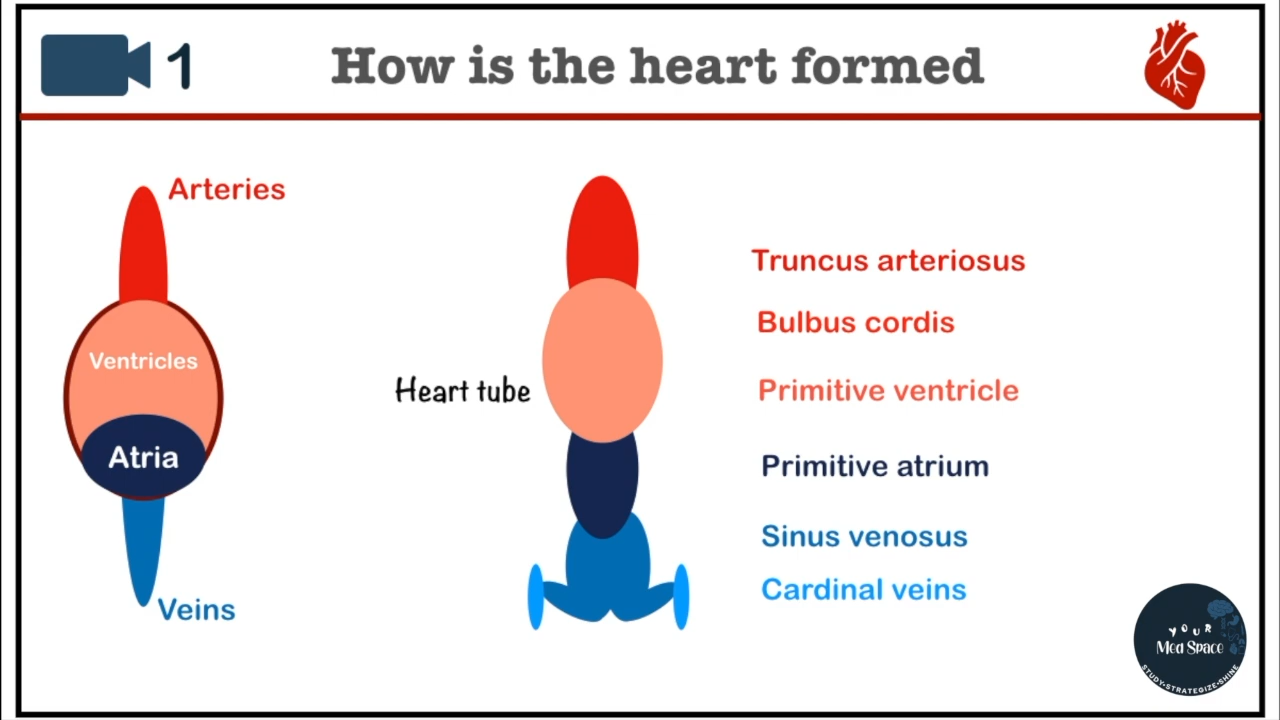 1 How is the heart formed
Arteries
Ventricles
Atria
Veins
Heart tube
Truncus arteriosus
Bulbus cordis
Primitive ventricle
Primitive atrium
Sinus venosus
Cardinal veins
YOUR
Med Space
STUDY•STRATEGIZE•SHINE